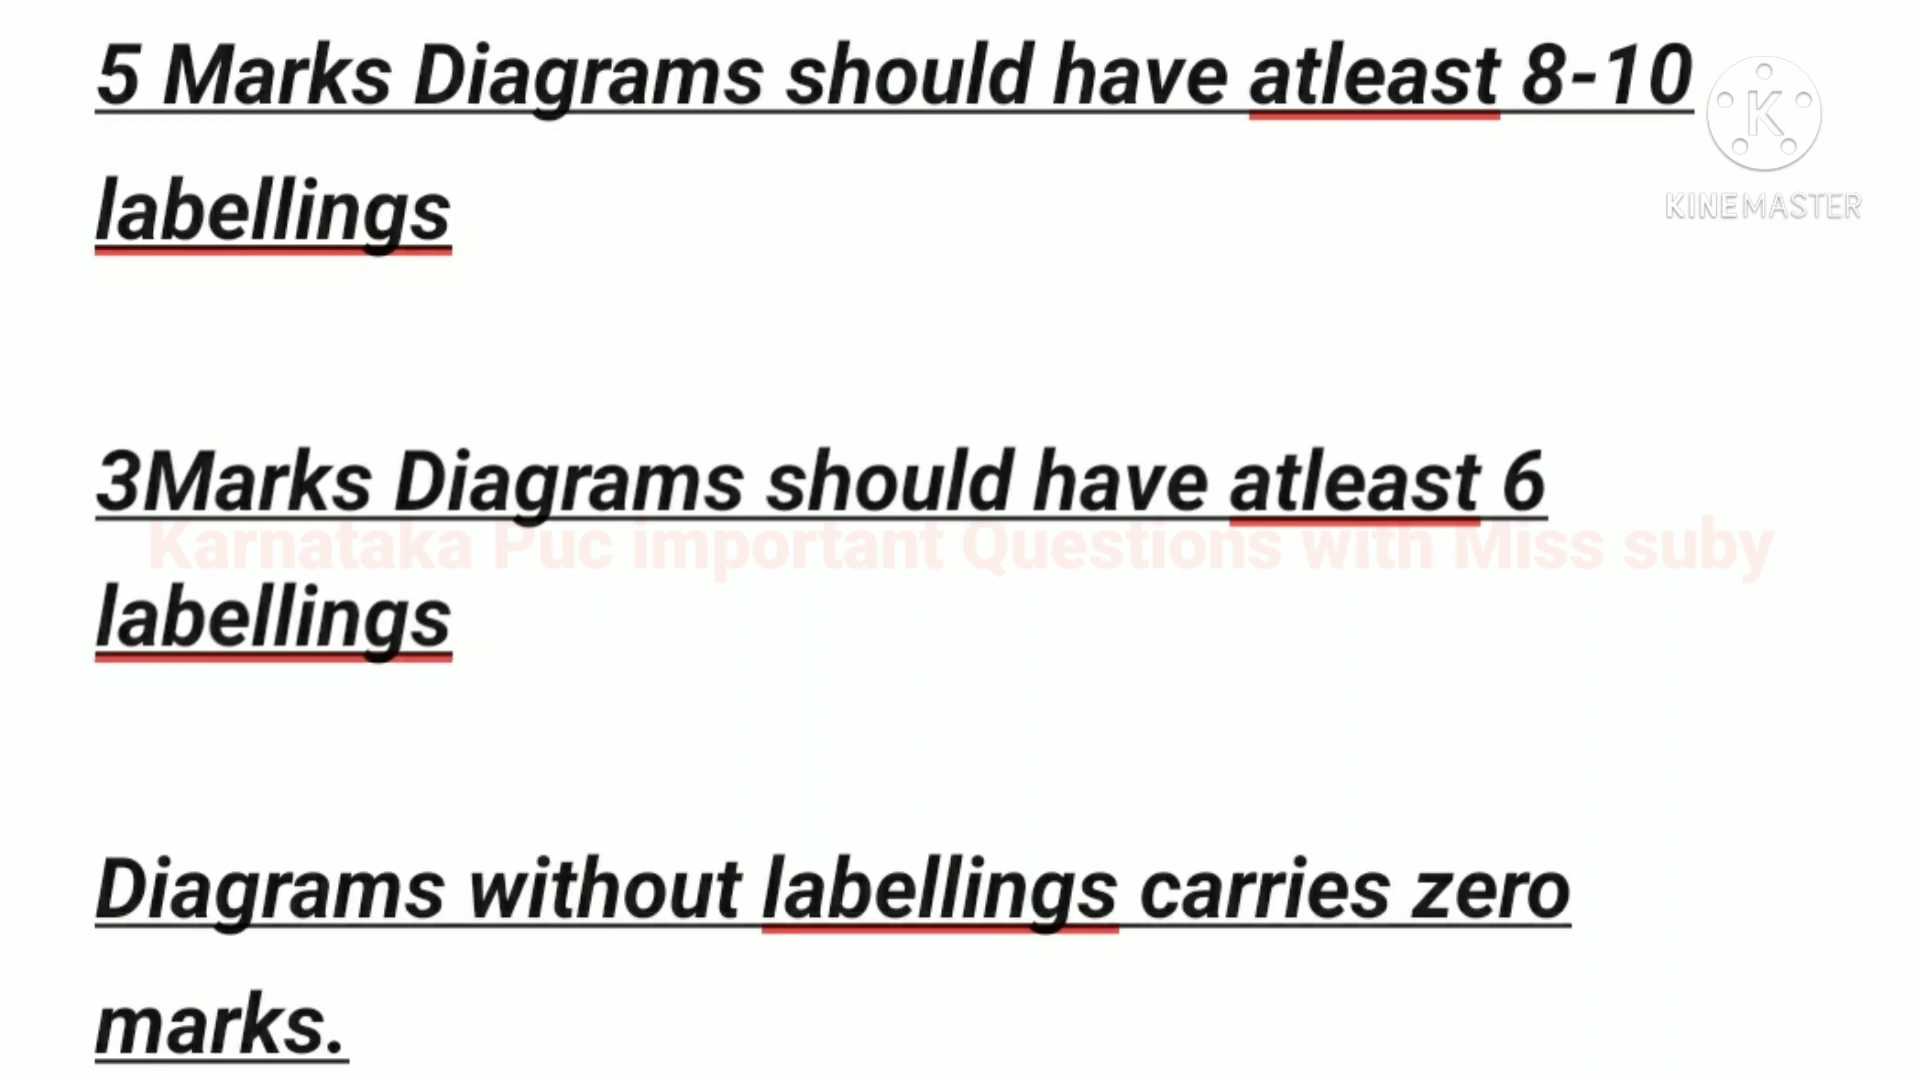 5 Marks Diagrams should have atleast 8-10
K
KINEMASTER
labellings
3Marks Diagrams should have atleast 6
Karnataka Puc important Questions with Miss suby
labellings
Diagrams without labellings carries zero
marks.